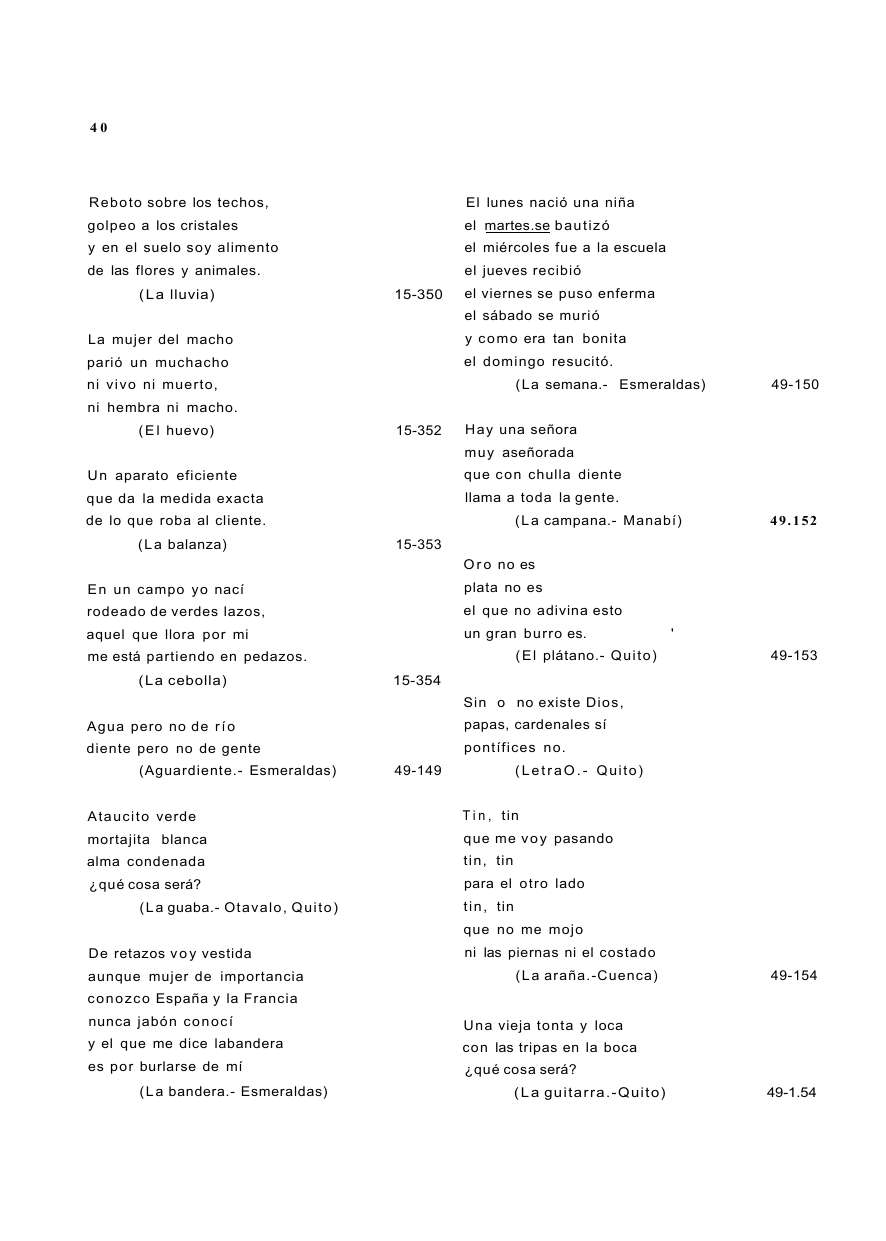 40
Reboto sobre los techos,
golpeo a los cristales
y en el suelo soy alimento
de las flores y animales.
(La lluvia) 15-350
La mujer del macho
parió un muchacho
ni vivo ni muerto,
ni hembra ni macho.
(El huevo) 15-352
Un aparato eficiente
que da la medida exacta
de lo que roba al cliente.
(La balanza) 15-353
En un campo yo nací
rodeado de verdes lazos,
aquel que llora por mi
me está partiendo en pedazos.
(La cebolla) 15-354
Agua pero no de río
diente pero no de gente
(Aguardiente.- Esmeraldas) 49-149
Ataucito verde
mortajita blanca
alma condenada
¿qué cosa será?
(La guaba.- Otavalo, Quito)
De retazos voy vestida
aunque mujer de importancia
conozco España y la Francia
nunca jabón conocí
y el que me dice labandera
es por burlarse de mí
(La bandera.- Esmeraldas)
El lunes nació una niña
el martes.se bautizó
el miércoles fue a la escuela
el jueves recibió
el viernes se puso enferma
el sábado se murió
y como era tan bonita
el domingo resucitó.
(La semana.- Esmeraldas) 49-150
Hay una señora
muy aseñorada
que con chulla diente
llama a toda la gente.
(La campana.- Manabí) 49.152
Oro no es
plata no es
el que no adivina esto
un gran burro es. '
(El plátano.- Quito) 49-153
Sin o no existe Dios,
papas, cardenales sí
pontífices no.
(LetraO.- Quito)
Tin, tin
que me voy pasando
tin, tin
para el otro lado
tin, tin
que no me mojo
ni las piernas ni el costado
(La araña.-Cuenca) 49-154
Una vieja tonta y loca
con las tripas en la boca
¿qué cosa será?
(La guitarra.-Quito) 49-1.54